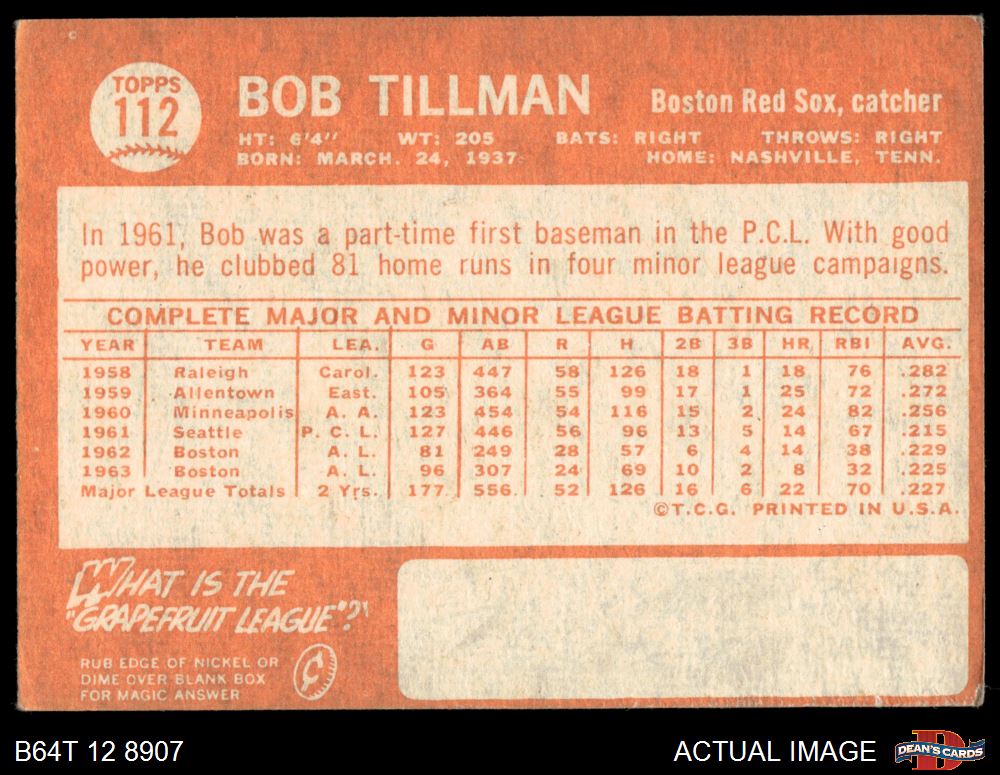 TOPPS
112
BOB TILLMAN
Boston Red Sox, catcher
HT: 6'4" WT: 205 BATS: RIGHT THROWS: RIGHT
BORN: MARCH. 24, 1937 HOME: NASHVILLE, TENN.
In 1961, Bob was a part-time first baseman in the P.C.L. With good
power, he clubbed 81 home runs in four minor league campaigns.
COMPLETE MAJOR AND MINOR LEAGUE BATTING RECORD
YEAR TEAM LEA. G AB R H 2B 3B HR RBI AVG.
1958 Raleigh Carol. 123 447 58 126 18 1 18 76 .282
1959 Allentown East. 105 364 55 99 17 1 25 72 .272
1960 Minneapolis A. A. 123 454 54 116 15 2 24 82 .256
1961 Seattle P. C. L. 127 446 56 96 13 5 14 67 .215
1962 Boston A. L. 81 249 28 57 6 4 14 38 .229
1963 Boston A. L. 96 307 24 69 10 2 8 32 .225
Major League Totals 2 Yrs. 177 556 52 126 16 6 22 70 .227
©T.C.G. PRINTED IN U.S.A.
WHAT IS THE
"GRAPEFRUIT LEAGUE"?
RUB EDGE OF NICKEL OR
DIME OVER BLANK BOX
FOR MAGIC ANSWER
B64T 12 8907
ACTUAL IMAGE
DEAN'S CARDS